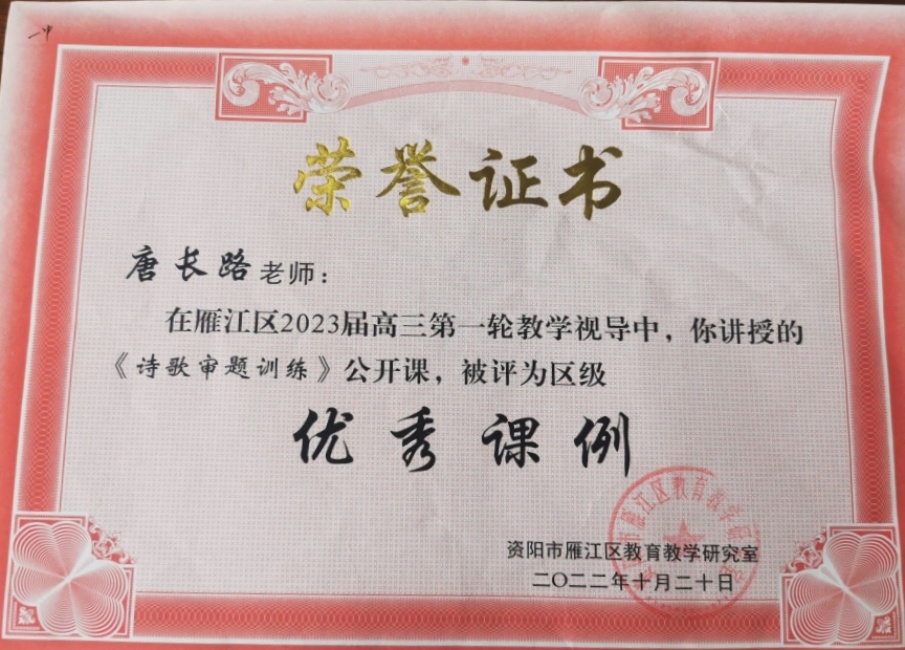 一中
荣誉证书
唐长路老师：
在雁江区2023届高三第一轮教学视导中，你讲授的
《诗歌审题训练》公开课，被评为区级
优秀课例
资阳市雁江区教育教学研究室
二〇二二年十月二十日